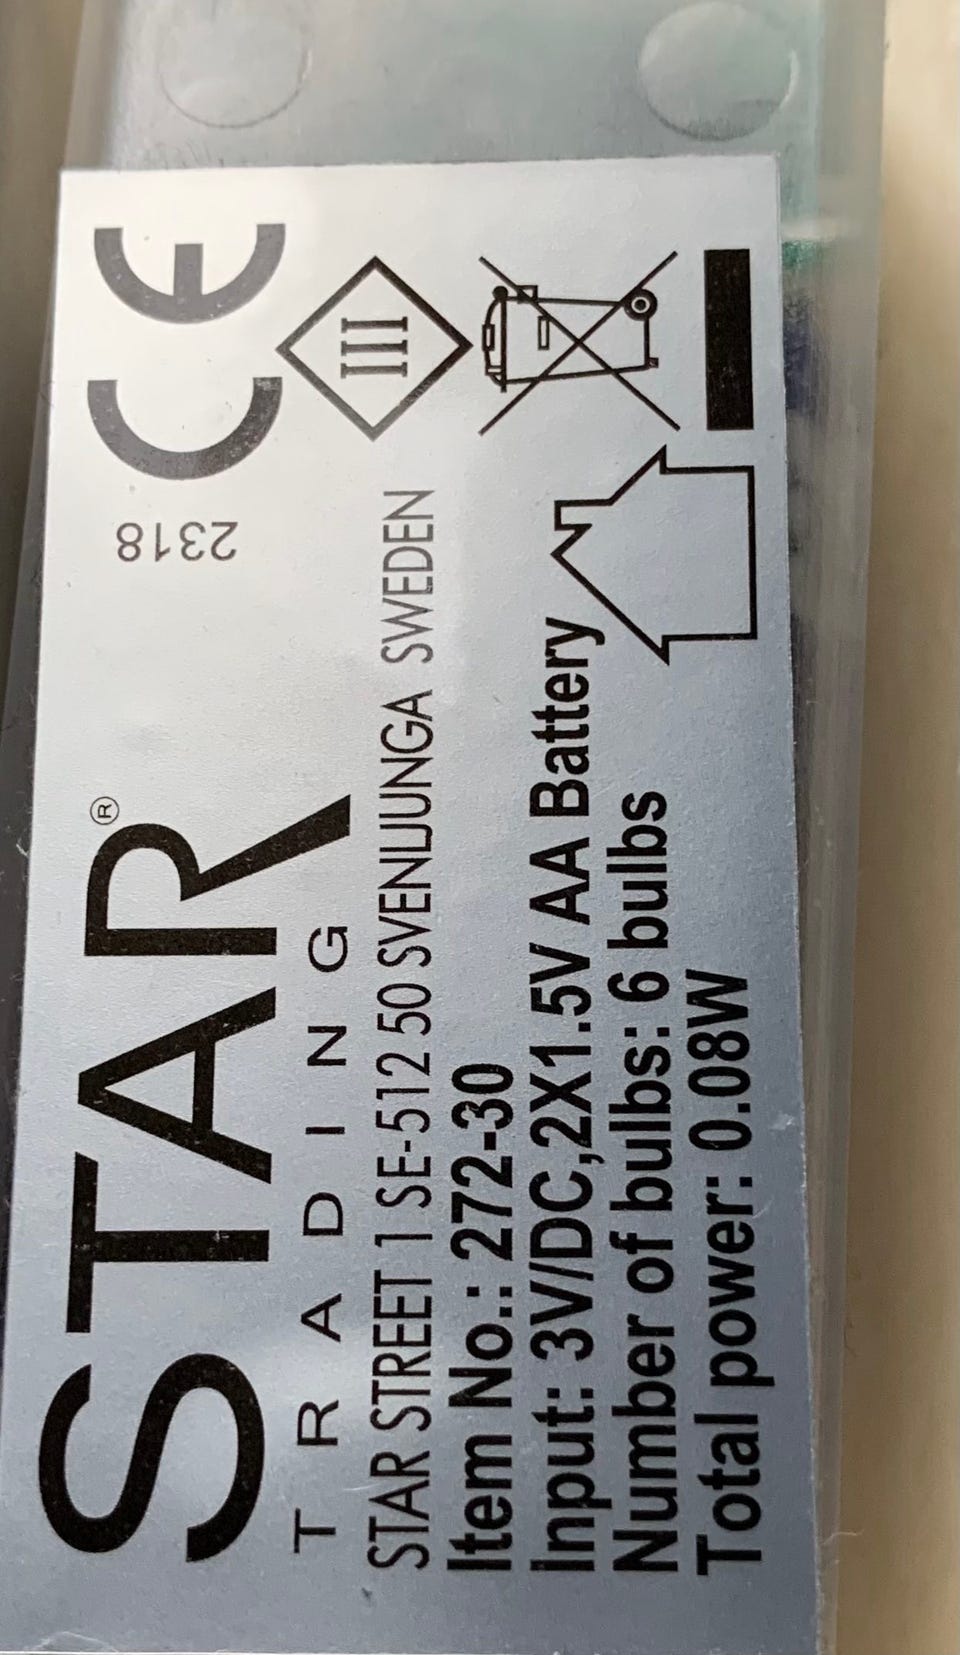 STAR®
TRADING
2318
CE
STAR STREET 1 SE-512 50 SVENLJUNGA SWEDEN
III
Item No.: 272-30
Input: 3V/DC,2X1.5V AA Battery
Number of bulbs: 6 bulbs
Total power: 0.08W